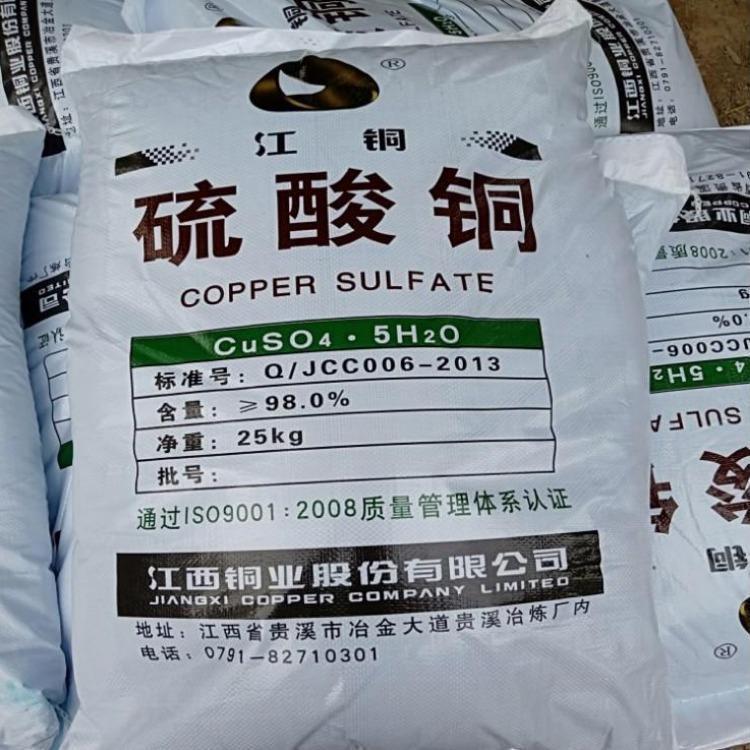 ®
江铜
硫酸铜
COPPER SULFATE
CuSO4·5H2O
标准号：Q/JCC006-2013
含量：≥98.0%
净重：25kg
批号：
通过ISO9001:2008质量管理体系认证
江西铜业股份有限公司
JIANGXI COPPER COMPANY LIMITED
地址：江西省贵溪市冶金大道贵溪冶炼厂内
电话：0791-82710301